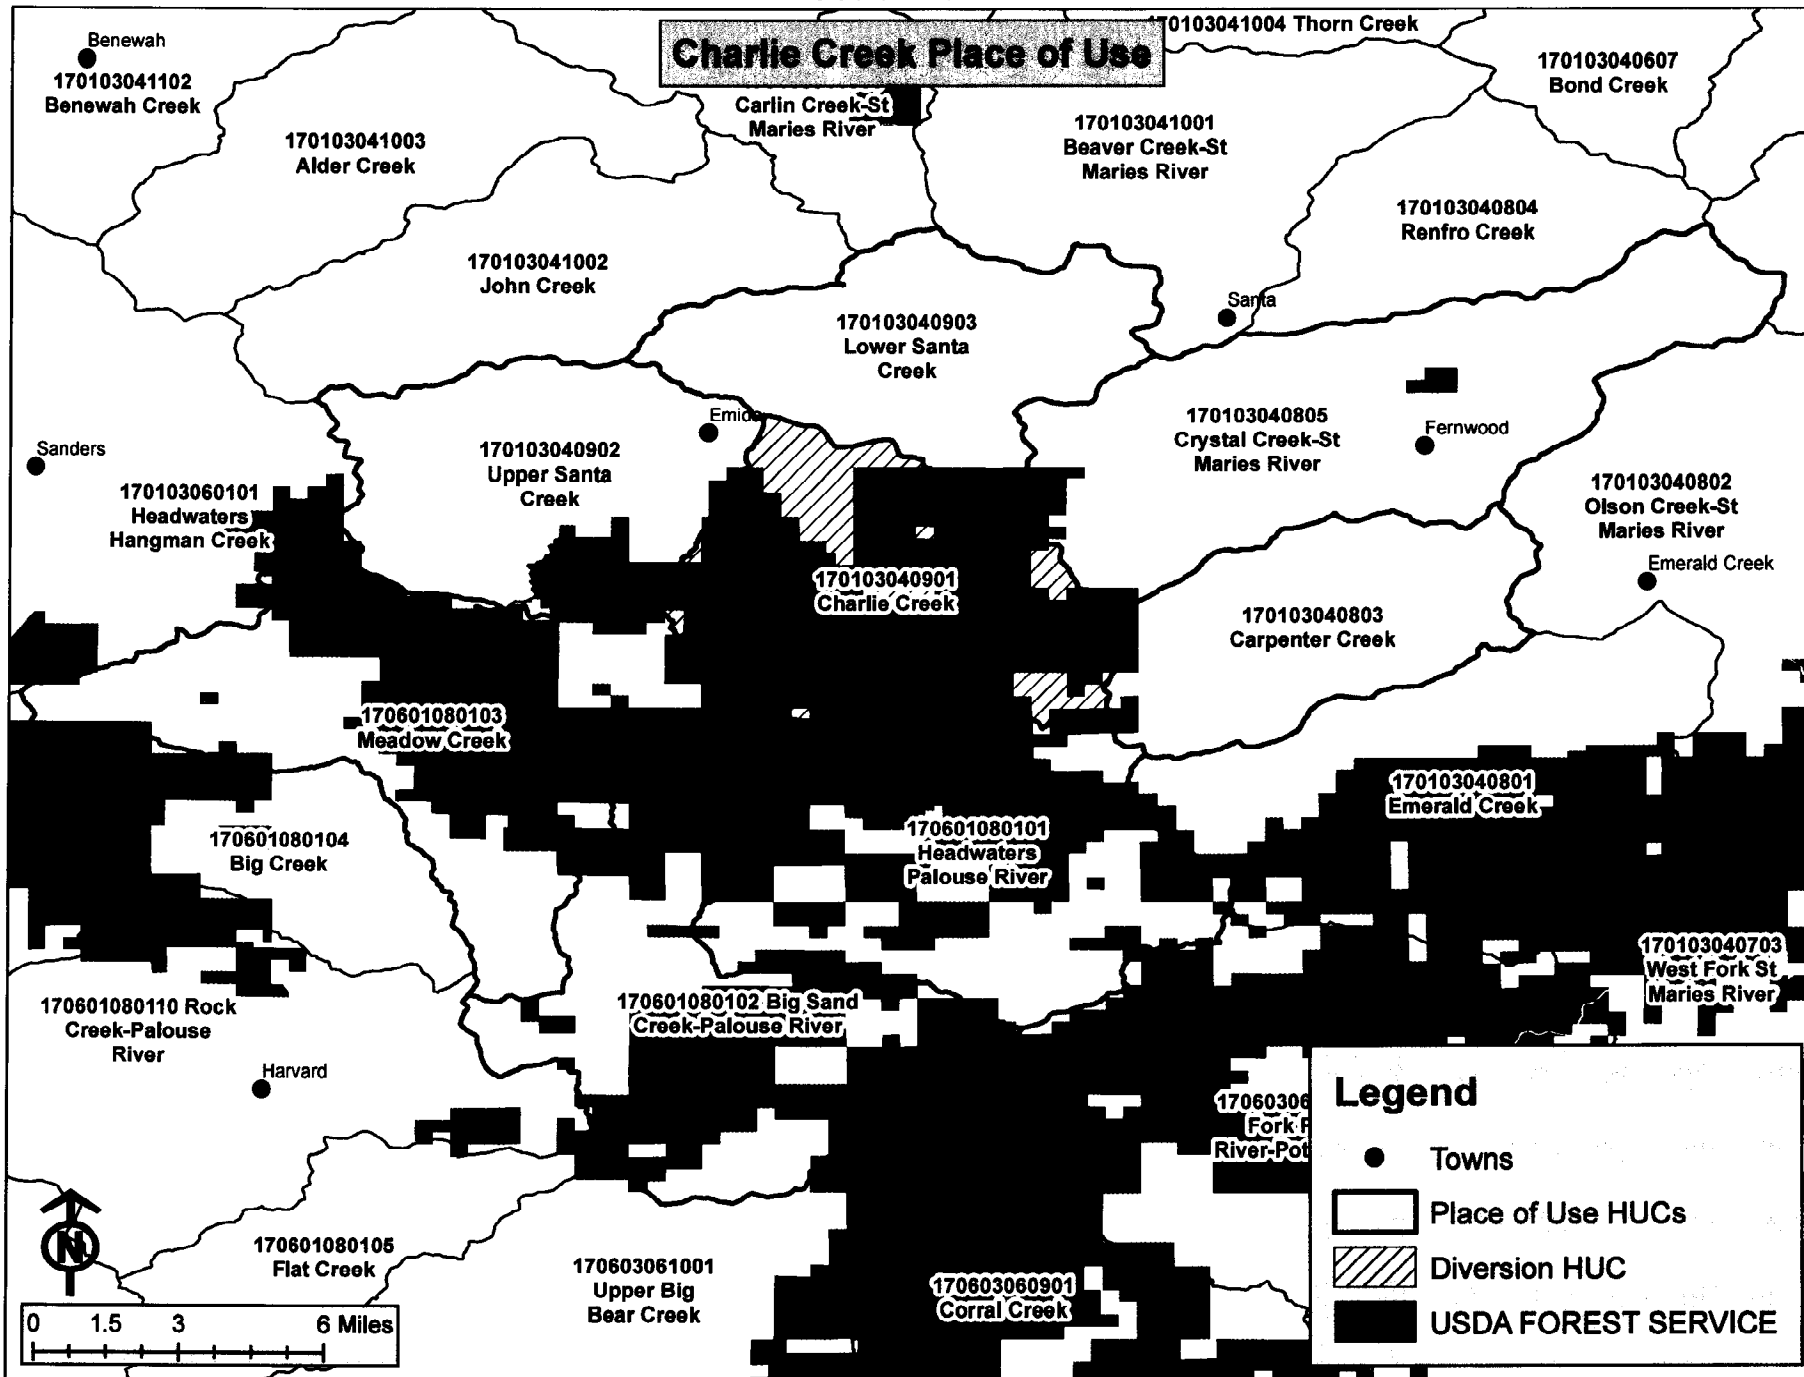 Charlie Creek Place of Use
Benewah
170103041102
Benewah Creek
170103041003
Alder Creek
Carlin Creek-St
Maries River
170103041004 Thorn Creek
170103041001
Beaver Creek-St
Maries River
170103040607
Bond Creek
170103040804
Renfro Creek
170103041002
John Creek
170103040903
Lower Santa
Creek
Santa
Sanders
170103060101
Headwaters
Hangman Creek
170103040902
Upper Santa
Creek
Emida
170103040805
Crystal Creek-St
Maries River
Fernwood
170103040802
Olson Creek-St
Maries River
Emerald Creek
170103040901
Charlie Creek
170103040803
Carpenter Creek
170601080103
Meadow Creek
170103040801
Emerald Creek
170601080104
Big Creek
170601080101
Headwaters
Palouse River
170103040703
West Fork St
Maries River
170601080110 Rock
Creek-Palouse
River
170601080102 Big Sand
Creek-Palouse River
Harvard
17060306
Fork
River-Pot
170601080105
Flat Creek
170603061001
Upper Big
Bear Creek
170603060901
Corral Creek
N
0 1.5 3 6 Miles
Legend
Towns
Place of Use HUCs
Diversion HUC
USDA FOREST SERVICE